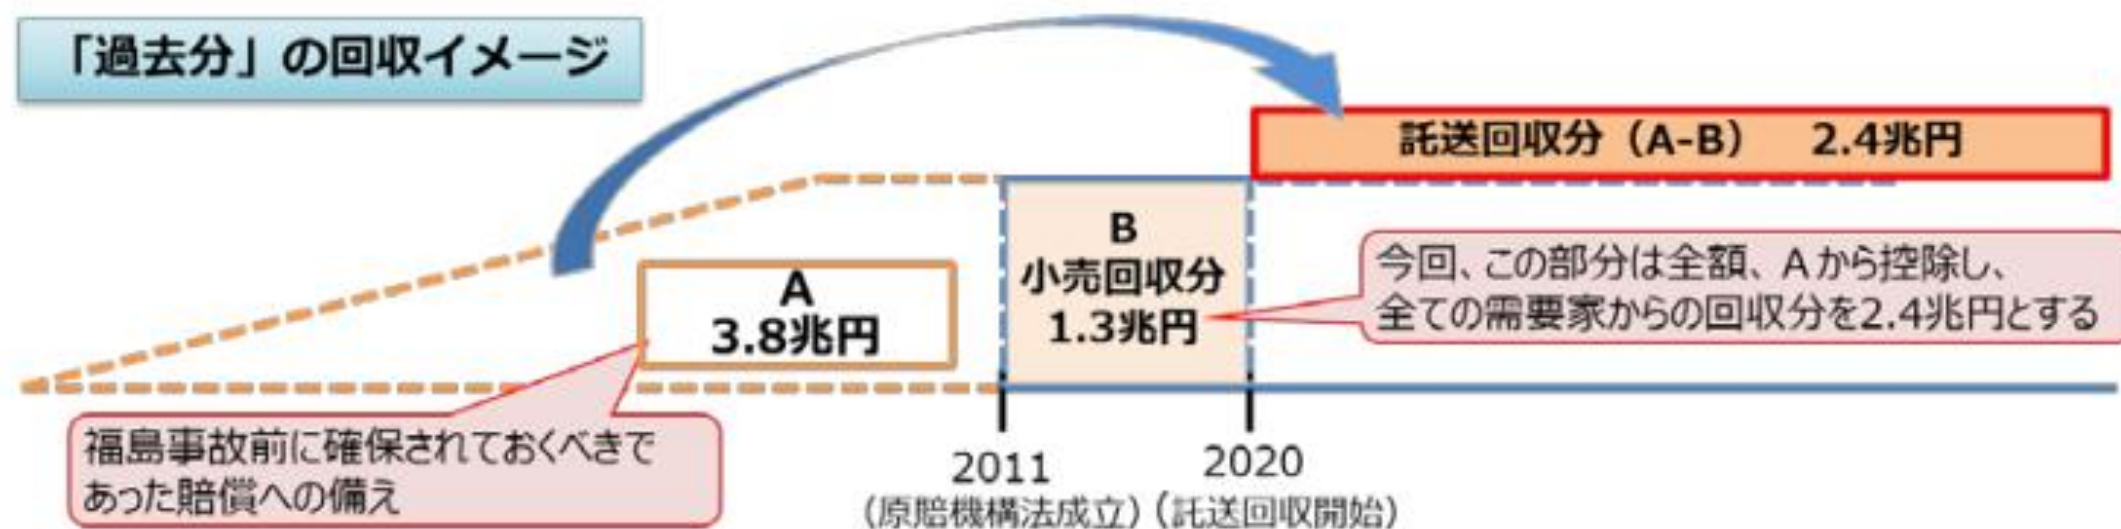 「過去分」の回収イメージ
託送回収分（A-B）　2.4兆円
B
小売回収分
1.3兆円
今回、この部分は全額、Aから控除し、
全ての需要家からの回収分を2.4兆円とする
A
3.8兆円
福島事故前に確保されておくべきで
あった賠償への備え
2011
（原賠機構法成立）
2020
（託送回収開始）